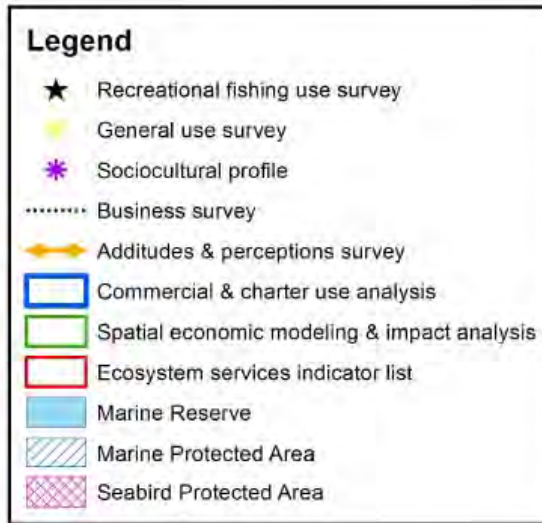 Legend
Recreational fishing use survey
General use survey
Sociocultural profile
Business survey
Additudes & perceptions survey
Commercial & charter use analysis
Spatial economic modeling & impact analysis
Ecosystem services indicator list
Marine Reserve
Marine Protected Area
Seabird Protected Area